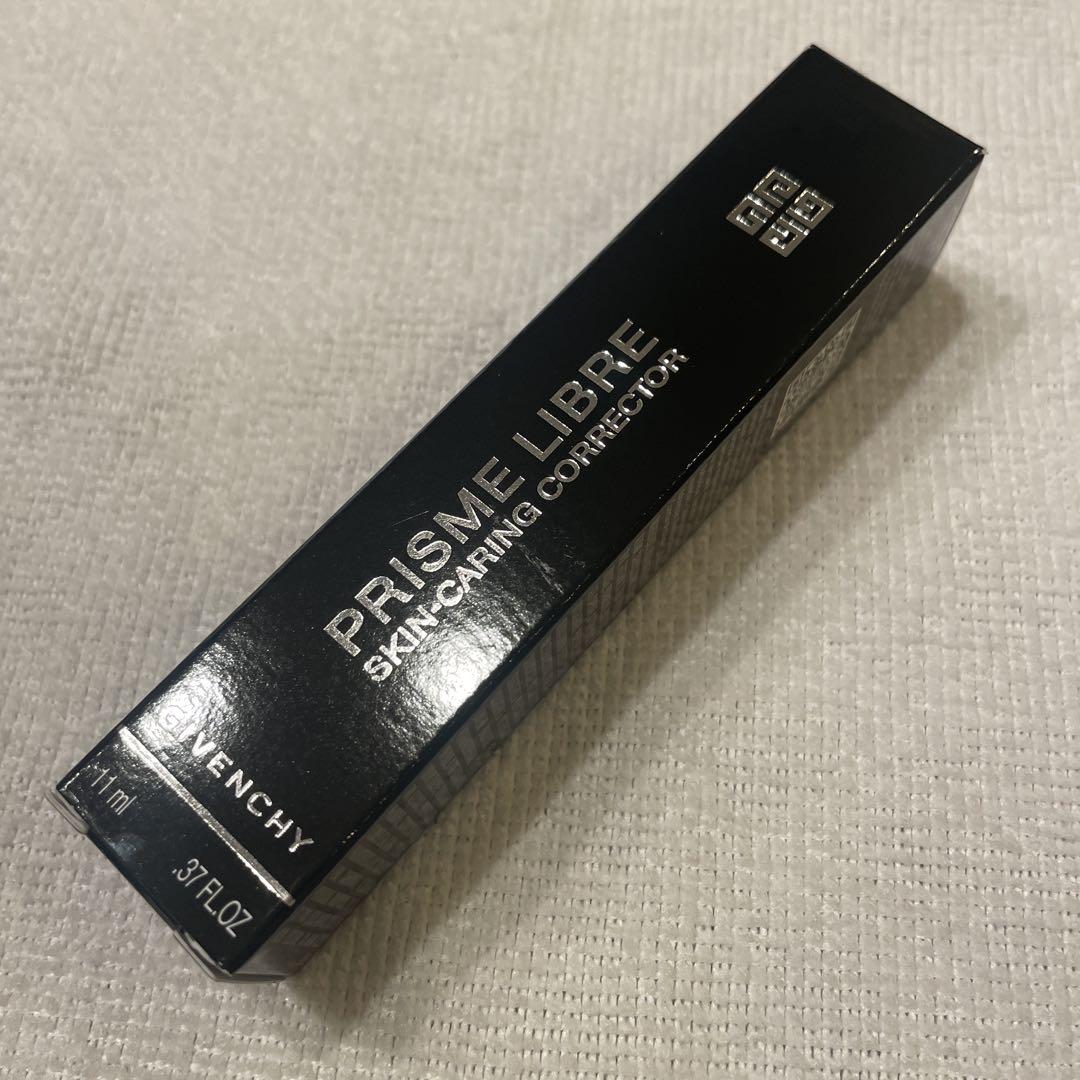 PRISME LIBRE
SKIN-CARING CORRECTOR
GIVENCHY
11 ml
.37 FL.OZ